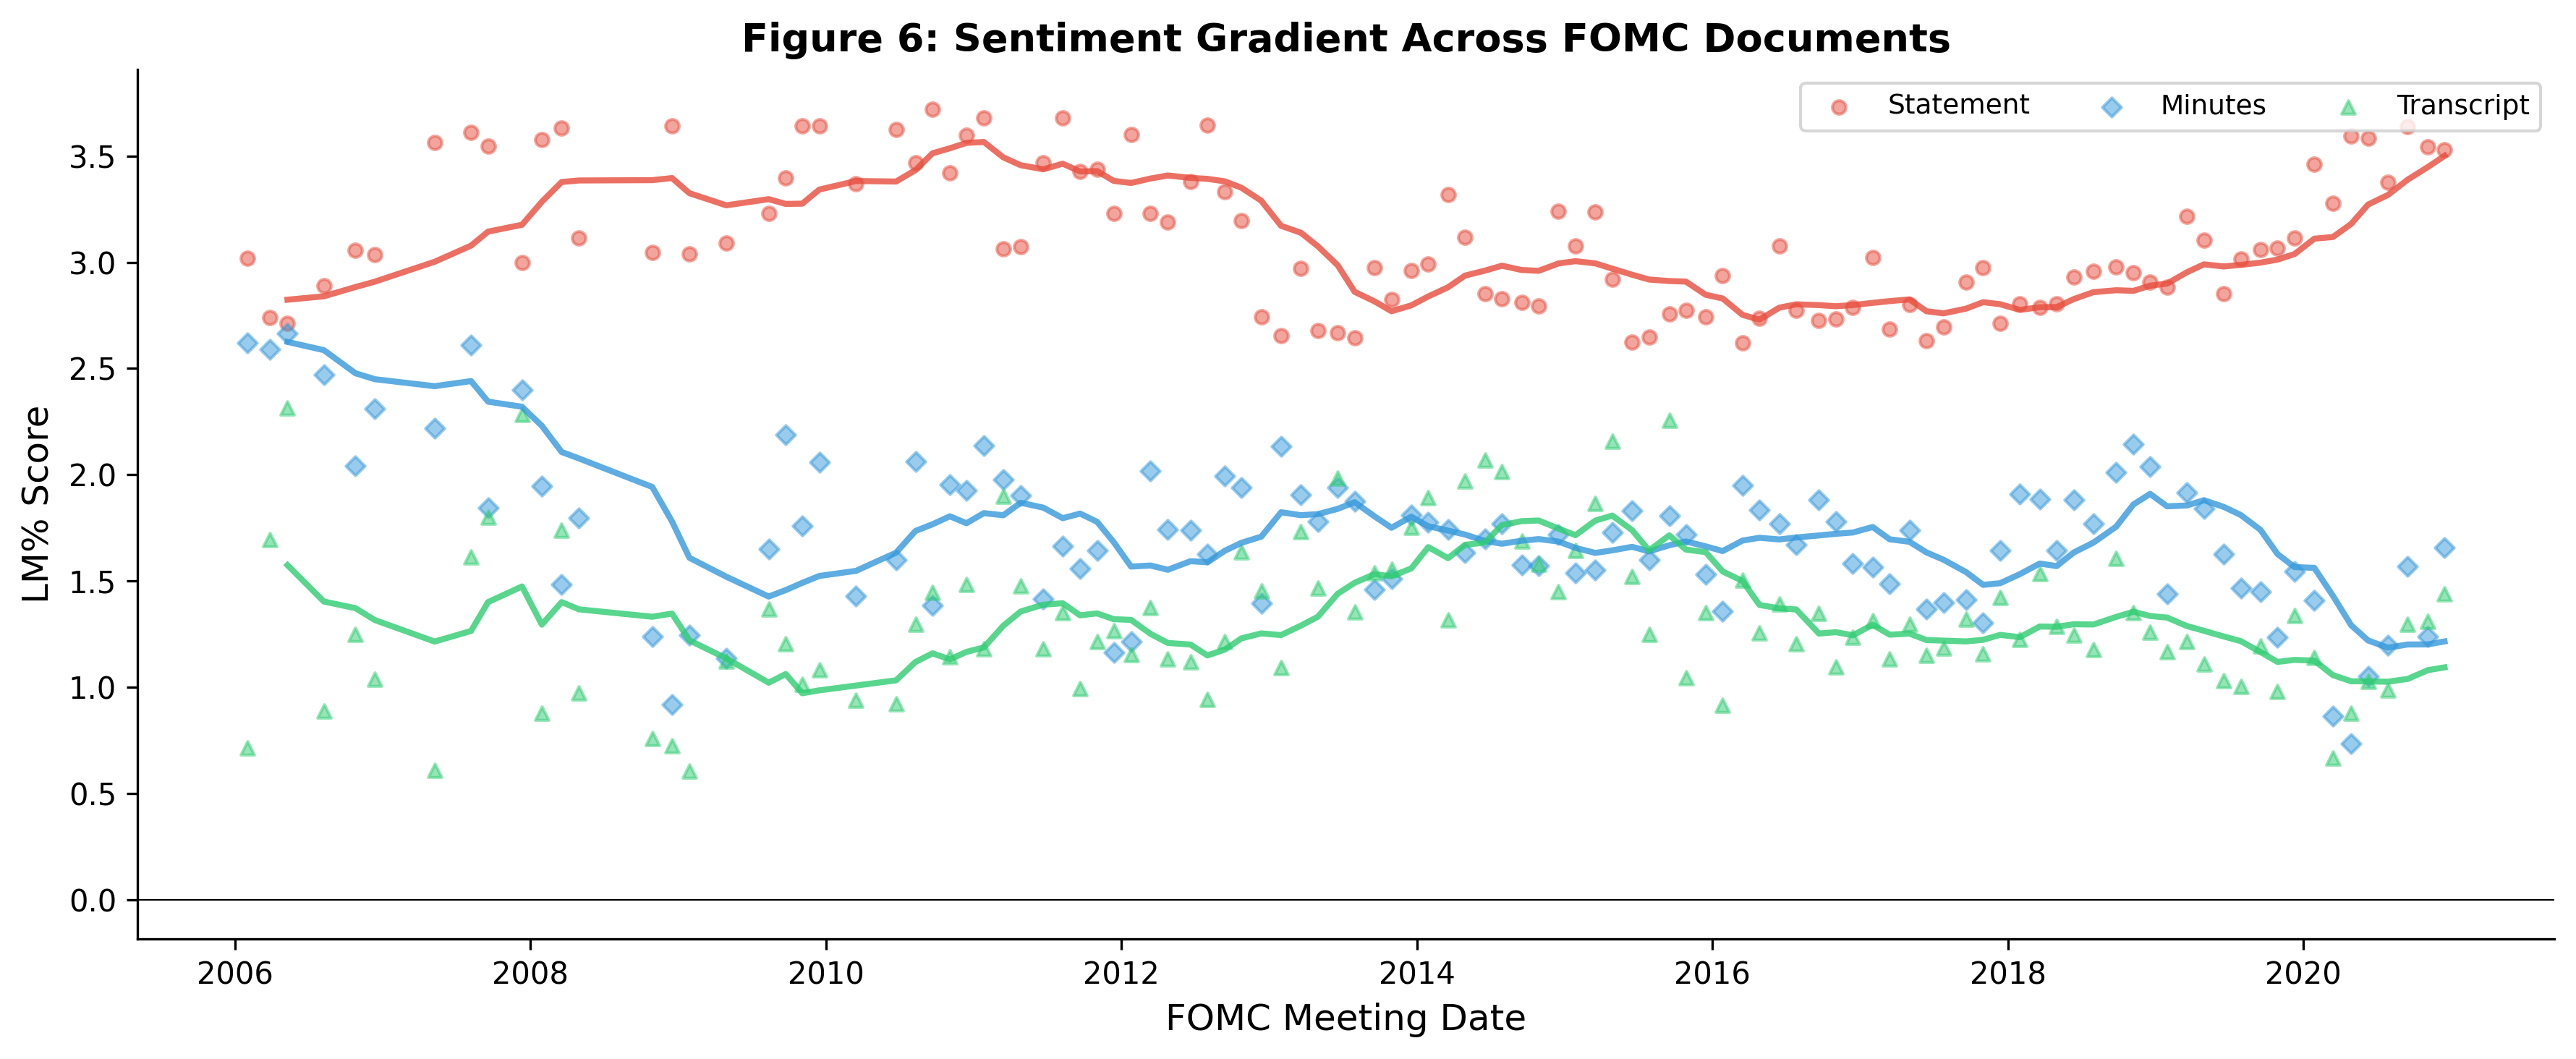 Figure 6: Sentiment Gradient Across FOMC Documents
Statement
Minutes
Transcript
LM% Score
3.5
3.0
2.5
2.0
1.5
1.0
0.5
0.0
2006
2008
2010
2012
2014
2016
2018
2020
FOMC Meeting Date